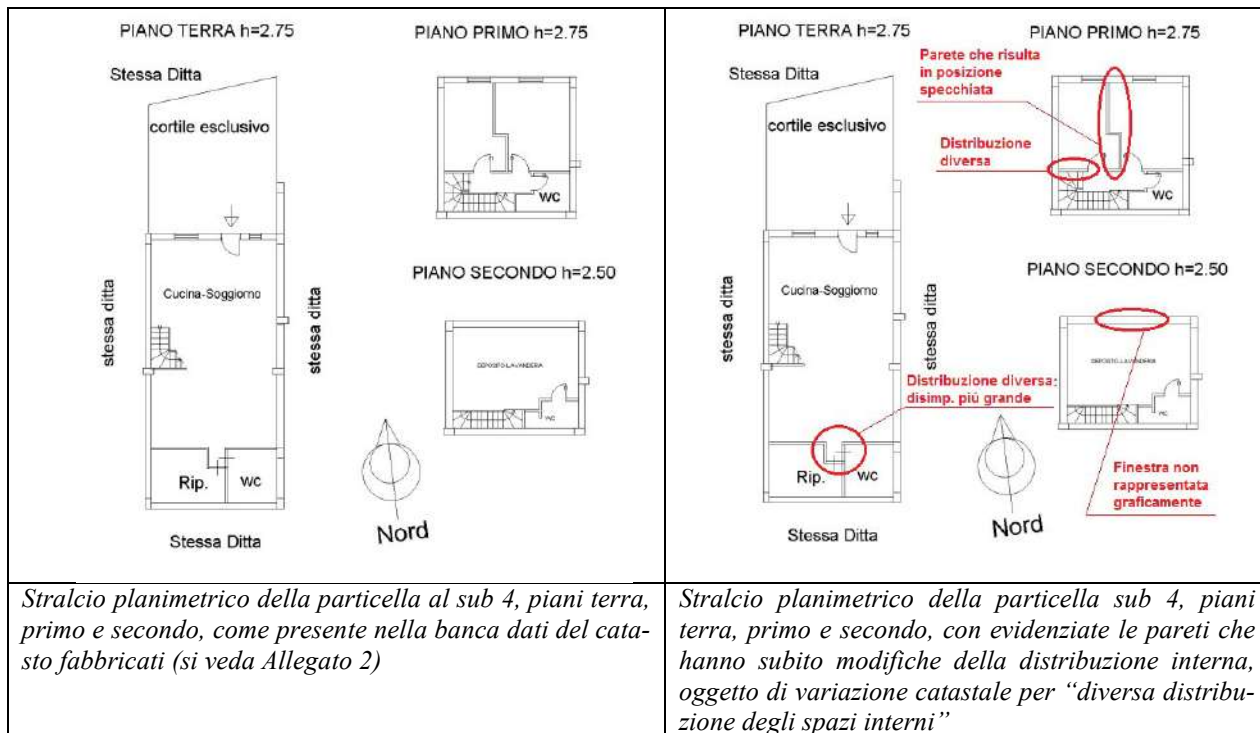 PIANO TERRA h=2.75
PIANO PRIMO h=2.75
Stessa Ditta
cortile esclusivo
WC
PIANO SECONDO h=2.50
Cucina-Soggiorno
stessa ditta
stessa ditta
DEPOSITO-LAVANDERIA
WC
Rip.
WC
Nord
Stessa Ditta
PIANO TERRA h=2.75
PIANO PRIMO h=2.75
Parete che risulta
in posizione
specchiata
Stessa Ditta
cortile esclusivo
Distribuzione
diversa
WC
PIANO SECONDO h=2.50
Cucina-Soggiorno
stessa ditta
stessa ditta
DEPOSITO-LAVANDERIA
Distribuzione diversa:
disimp. più grande
WC
Rip.
WC
Finestra non
rappresentata
graficamente
Nord
Stessa Ditta
Stralcio planimetrico della particella al sub 4, piani terra,
primo e secondo, come presente nella banca dati del cata-
sto fabbricati (si veda Allegato 2)
Stralcio planimetrico della particella sub 4, piani
terra, primo e secondo, con evidenziate le pareti che
hanno subito modifiche della distribuzione interna,
oggetto di variazione catastale per “diversa distribu-
zione degli spazi interni”